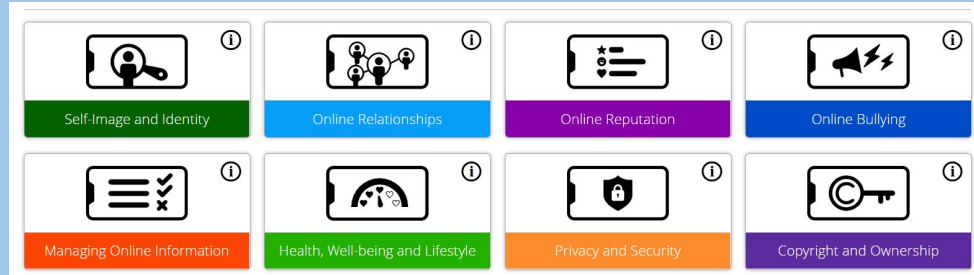 Self-Image and Identity
Online Relationships
Online Reputation
Online Bullying
Managing Online Information
Health, Well-being and Lifestyle
Privacy and Security
Copyright and Ownership